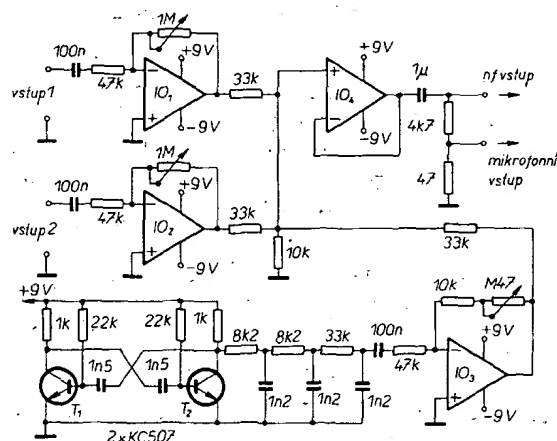 1M
100n
+9V
vstup 1
47k
IO1
33k
-9V
+9V
1µ
nf vstup
IO4
-9V
4k7
mikrofonní
vstup
47
1M
100n
+9V
vstup 2
47k
IO2
33k
-9V
10k
33k
+9V
1k
22k
22k
1k
1n5
1n5
T1
T2
2×KC507
8k2
8k2
33k
100n
47k
1n2
1n2
1n2
10k
M47
+9V
IO3
-9V